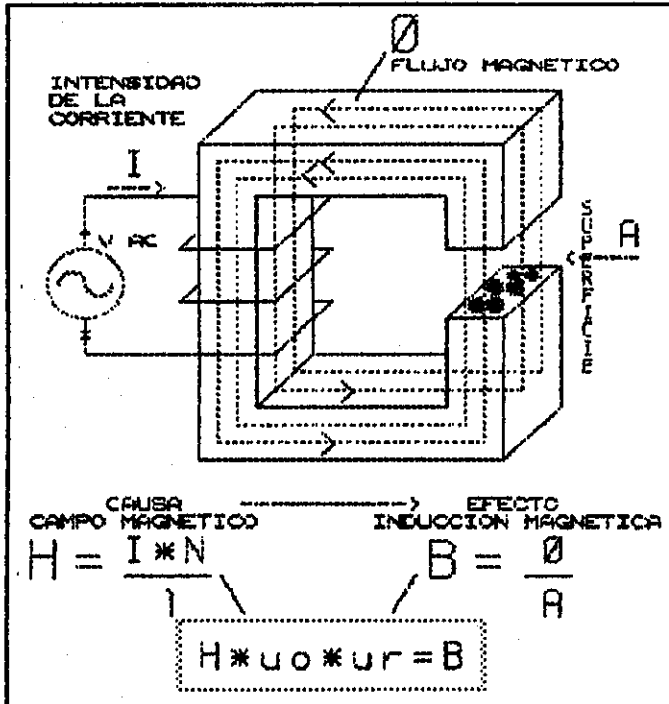 Ø
FLUJO MAGNETICO
INTENSIDAD
DE LA
CORRIENTE
I
V AC
SUPERFICIE
A
CAUSA
EFECTO
CAMPO MAGNETICO
INDUCCION MAGNETICA
H = I * N / l
B = Ø / A
H * uo * ur = B